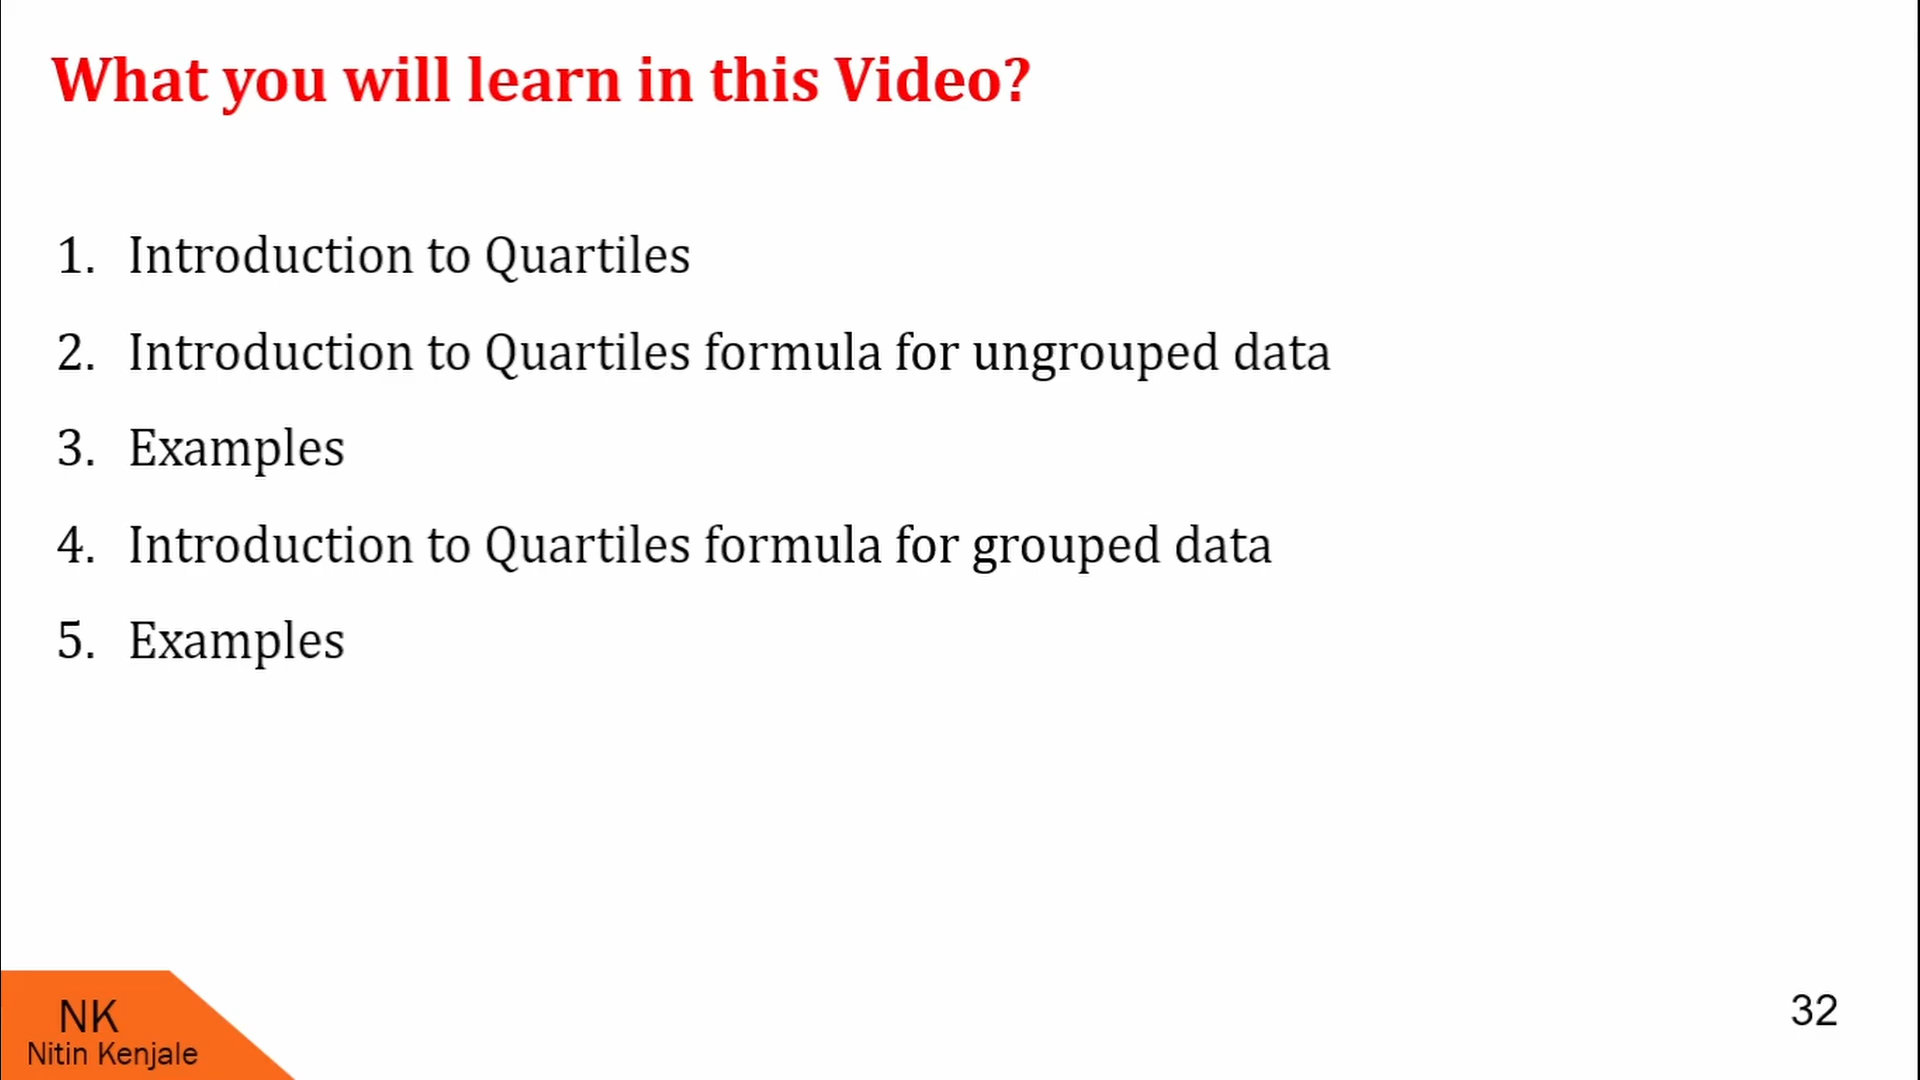 What you will learn in this Video?
1. Introduction to Quartiles
2. Introduction to Quartiles formula for ungrouped data
3. Examples
4. Introduction to Quartiles formula for grouped data
5. Examples
NK
Nitin Kenjale
32